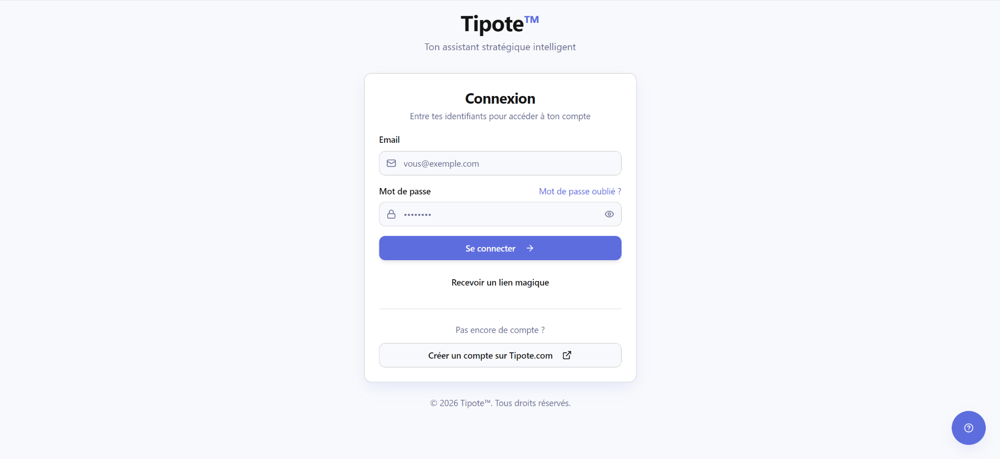 Tipote™
Ton assistant stratégique intelligent
Connexion
Entre tes identifiants pour accéder à ton compte
Email
vous@exemple.com
Mot de passe
Mot de passe oublié ?
••••••••
Se connecter →
Recevoir un lien magique
Pas encore de compte ?
Créer un compte sur Tipote.com
© 2026 Tipote™. Tous droits réservés.